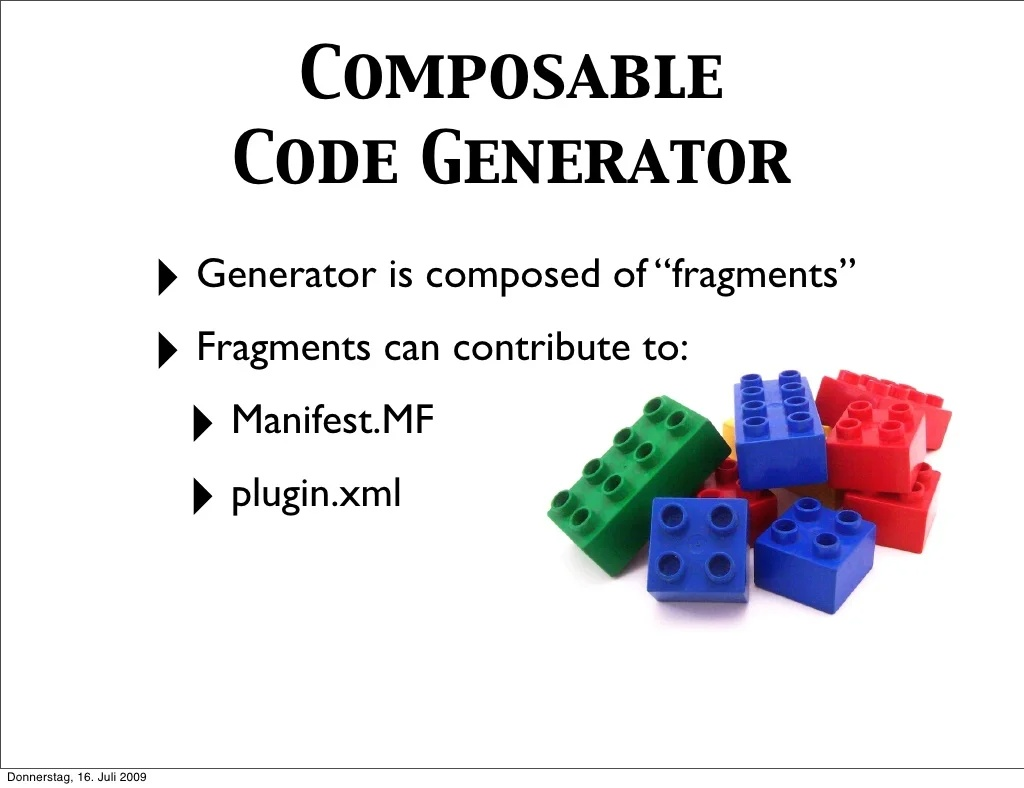 Composable
Code Generator
Generator is composed of “fragments”
Fragments can contribute to:
Manifest.MF
plugin.xml
Donnerstag, 16. Juli 2009